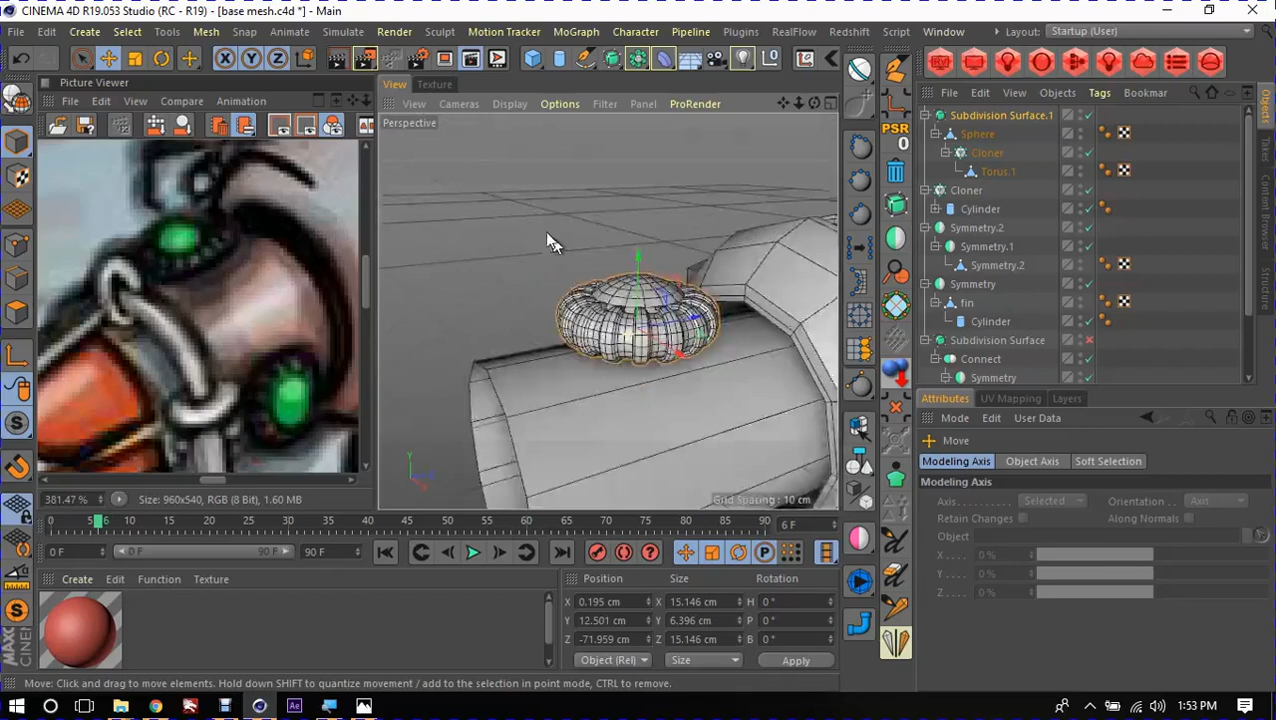 CINEMA 4D R19.053 Studio (RC - R19) - [base mesh.c4d *] - Main
File Edit Create Select Tools Mesh Snap Animate Simulate Render Sculpt Motion Tracker MoGraph Character Pipeline Plugins RealFlow Redshift Script Window Layout: Startup (User)
X Y Z
Picture Viewer
File Edit View Compare Animation
View Texture
View Cameras Display Options Filter Panel ProRender
Perspective
Grid Spacing : 10 cm
PSR
0
File Edit View Objects Tags Bookmar
Subdivision Surface.1
Sphere
Cloner
Torus.1
Cloner
Cylinder
Symmetry.2
Symmetry.1
Symmetry.2
Symmetry
fin
Cylinder
Subdivision Surface
Connect
Symmetry
Objects
Takes
Content Browser
Structure
Attributes UV Mapping Layers
Mode Edit User Data
Move
Modeling Axis Object Axis Soft Selection
Modeling Axis
Axis Selected Orientation Axis
Retain Changes Along Normals
Object
X 0 %
Y 0 %
Z 0 %
Attributes
381.47 % Size: 960x540, RGB (8 Bit), 1.60 MB
0 5 6 10 15 20 25 30 35 40 45 50 55 60 65 70 75 80 85 90 6 F
0 F 0 F 90 F 90 F
Create Edit Function Texture
Position Size Rotation
X 0.195 cm X 15.146 cm H 0 °
Y 12.501 cm Y 6.396 cm P 0 °
Z -71.959 cm Z 15.146 cm B 0 °
Object (Rel) Size Apply
Move: Click and drag to move elements. Hold down SHIFT to quantize movement / add to the selection in point mode, CTRL to remove.
1:53 PM